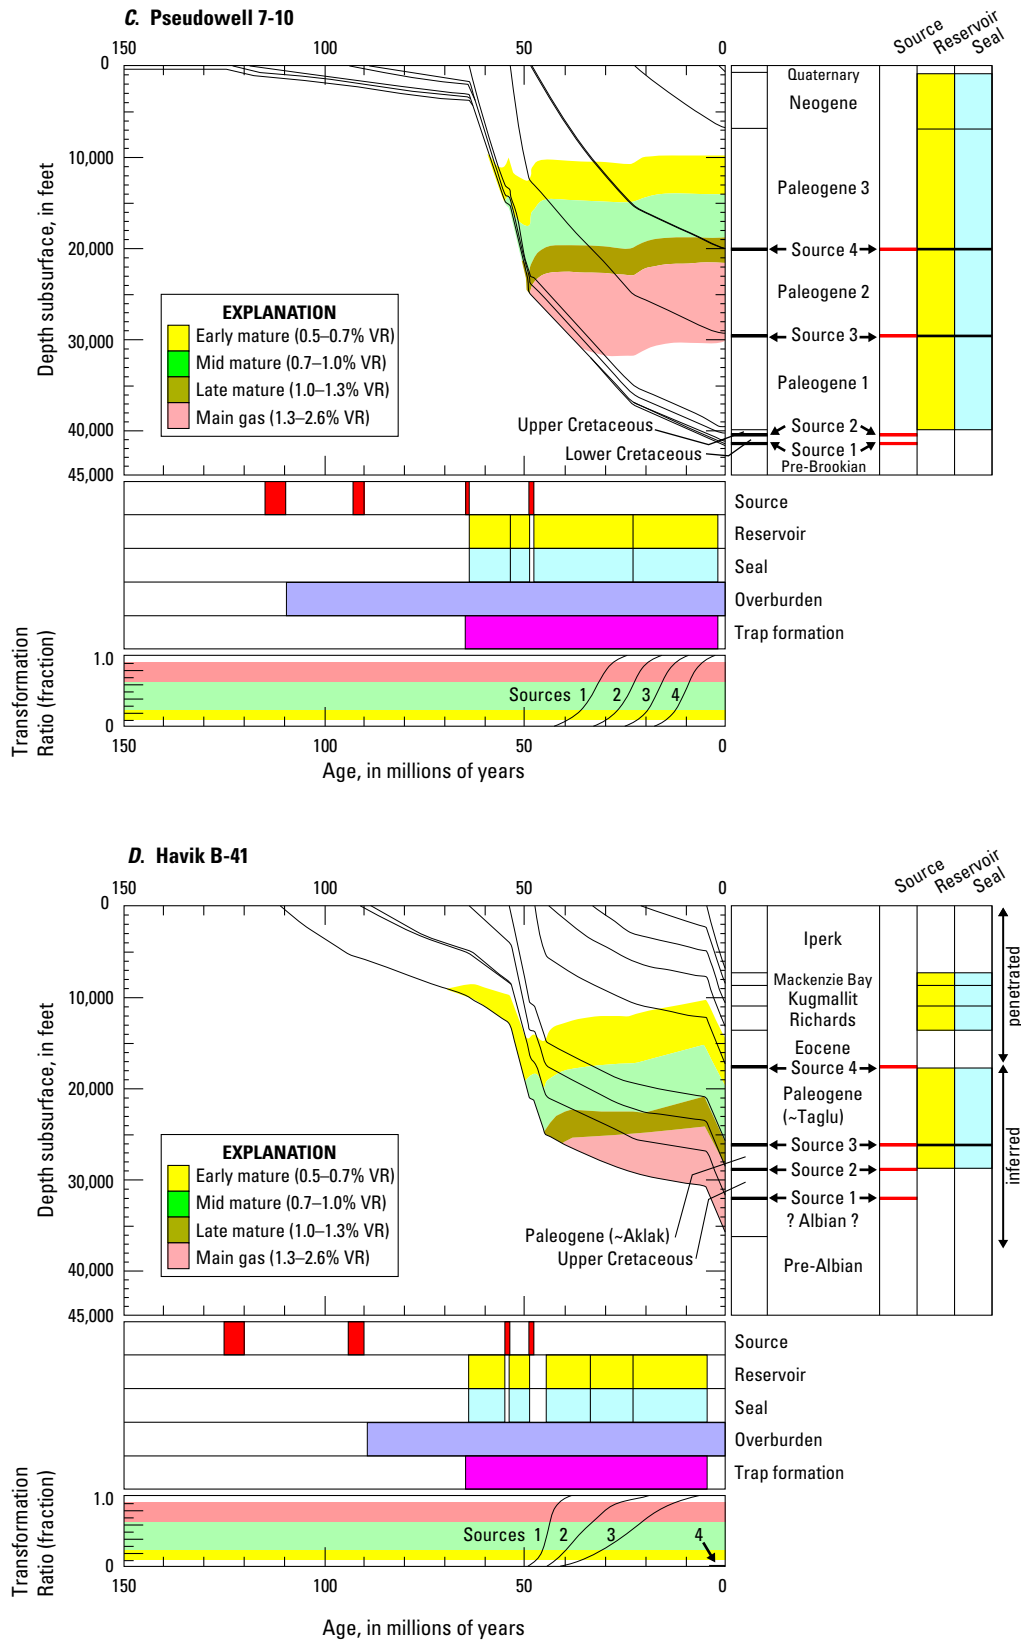 C. Pseudowell 7-10
150 100 50 0
Source
Reservoir
Seal
0
10,000
20,000
30,000
40,000
45,000
Depth subsurface, in feet
EXPLANATION
Early mature (0.5–0.7% VR)
Mid mature (0.7–1.0% VR)
Late mature (1.0–1.3% VR)
Main gas (1.3–2.6% VR)
Upper Cretaceous
Lower Cretaceous
Quaternary
Neogene
Paleogene 3
Source 4
Paleogene 2
Source 3
Paleogene 1
Source 2
Source 1
Pre-Brookian
Source
Reservoir
Seal
Overburden
Trap formation
Transformation
Ratio (fraction)
1.0
0
Sources 1 2 3 4
150 100 50 0
Age, in millions of years
D. Havik B-41
150 100 50 0
Source
Reservoir
Seal
0
10,000
20,000
30,000
40,000
45,000
Depth subsurface, in feet
EXPLANATION
Early mature (0.5–0.7% VR)
Mid mature (0.7–1.0% VR)
Late mature (1.0–1.3% VR)
Main gas (1.3–2.6% VR)
Paleogene (~Aklak)
Upper Cretaceous
Iperk
Mackenzie Bay
Kugmallit
Richards
Eocene
Source 4
Paleogene
(~Taglu)
Source 3
Source 2
Source 1
? Albian ?
Pre-Albian
penetrated
inferred
Source
Reservoir
Seal
Overburden
Trap formation
Transformation
Ratio (fraction)
1.0
0
Sources 1 2 3 4
150 100 50 0
Age, in millions of years